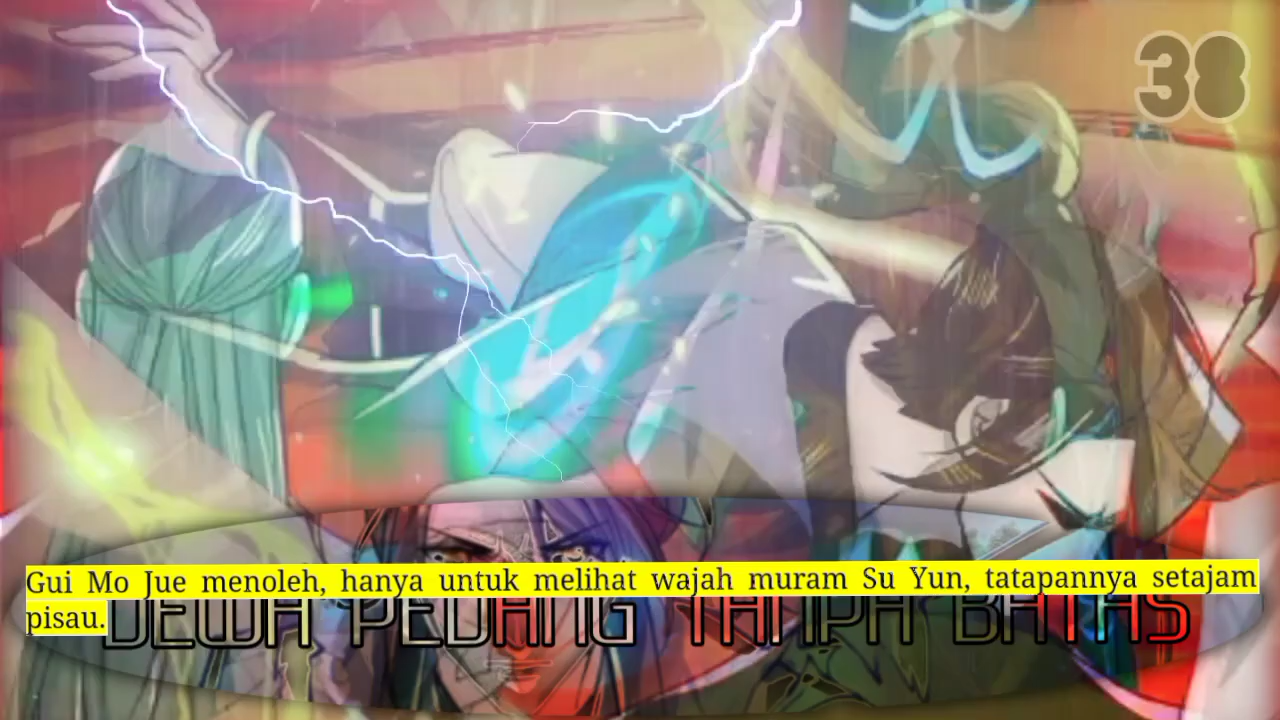 38
Gui Mo Jue menoleh, hanya untuk melihat wajah muram Su Yun, tatapannya setajam
pisau.
DEWA PEDANG TANPA BATAS